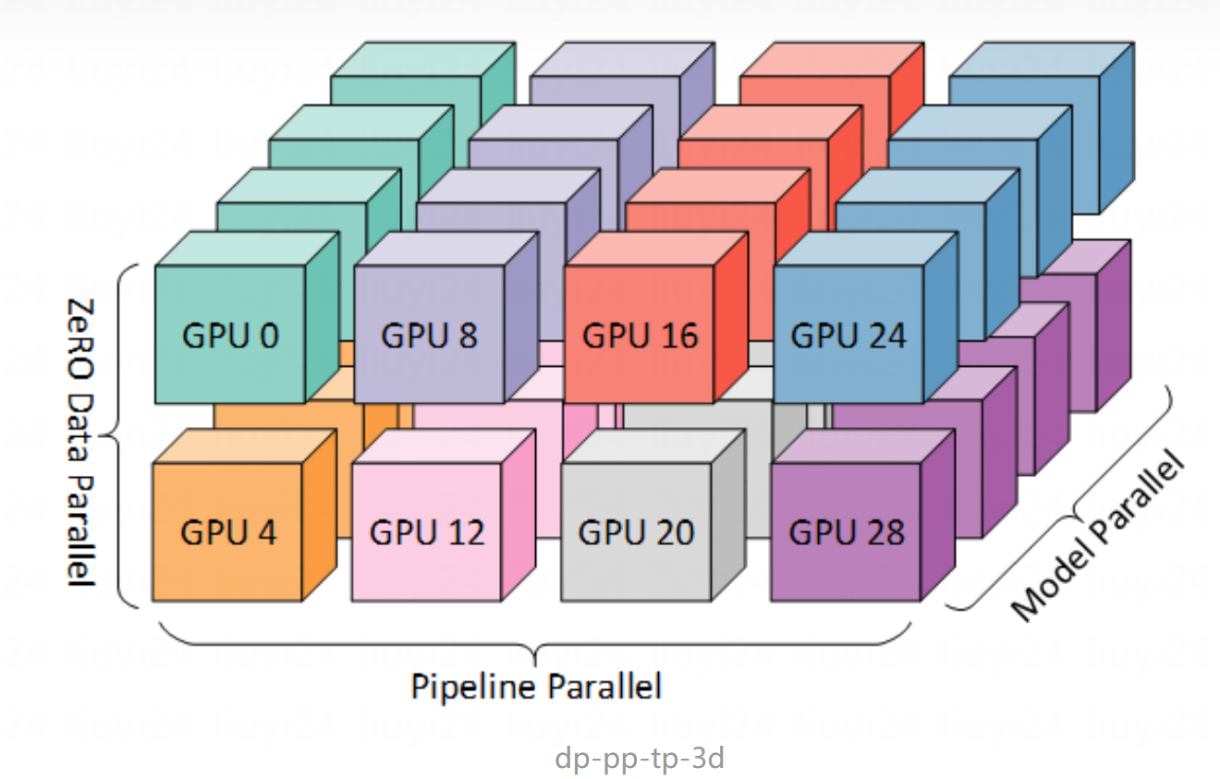 GPU 0
GPU 8
GPU 16
GPU 24
ZeRO Data Parallel
GPU 4
GPU 12
GPU 20
GPU 28
Model Parallel
Pipeline Parallel
dp-pp-tp-3d